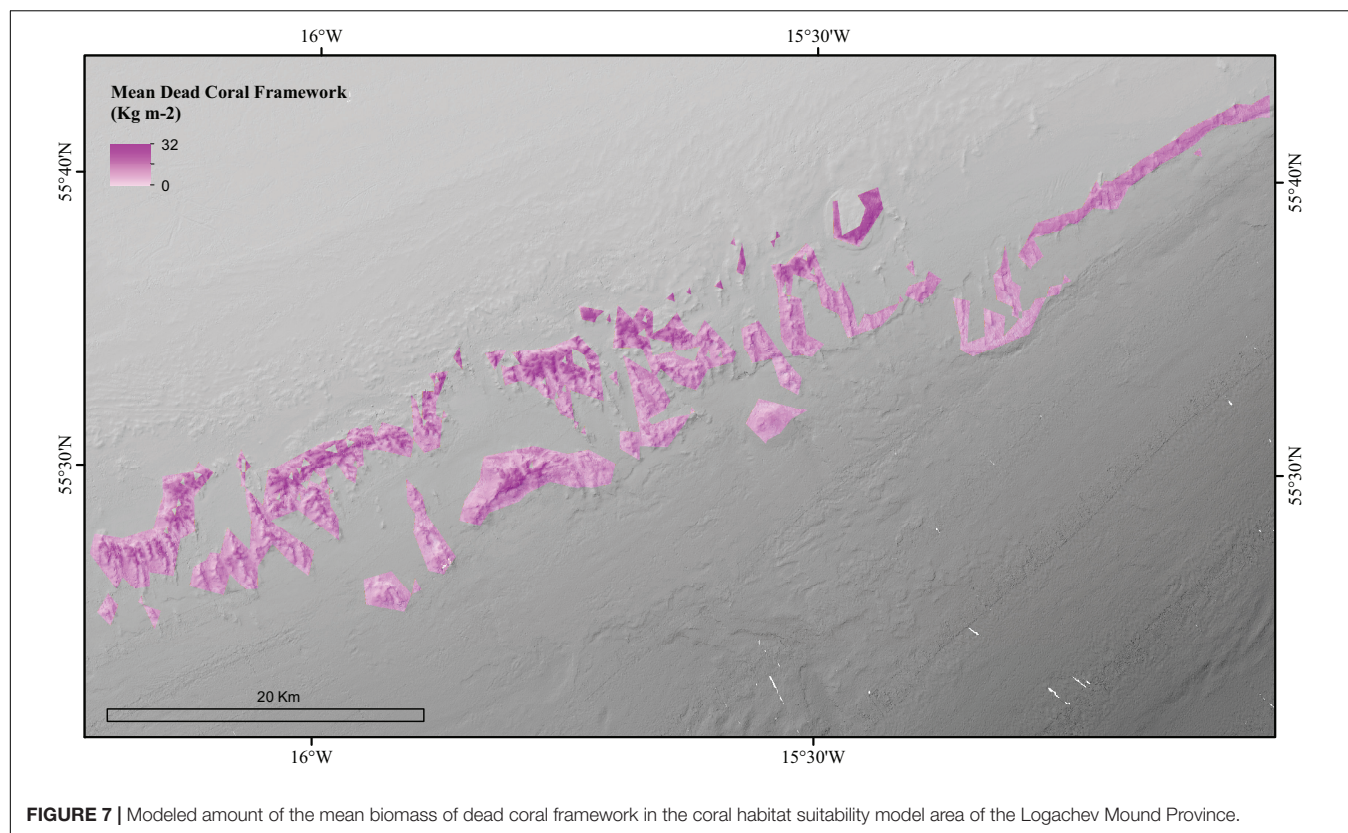 16°W 15°30'W
Mean Dead Coral Framework
(Kg m-2)
32
0
55°40'N 55°40'N
55°30'N 55°30'N
20 Km
16°W 15°30'W
FIGURE 7 | Modeled amount of the mean biomass of dead coral framework in the coral habitat suitability model area of the Logachev Mound Province.